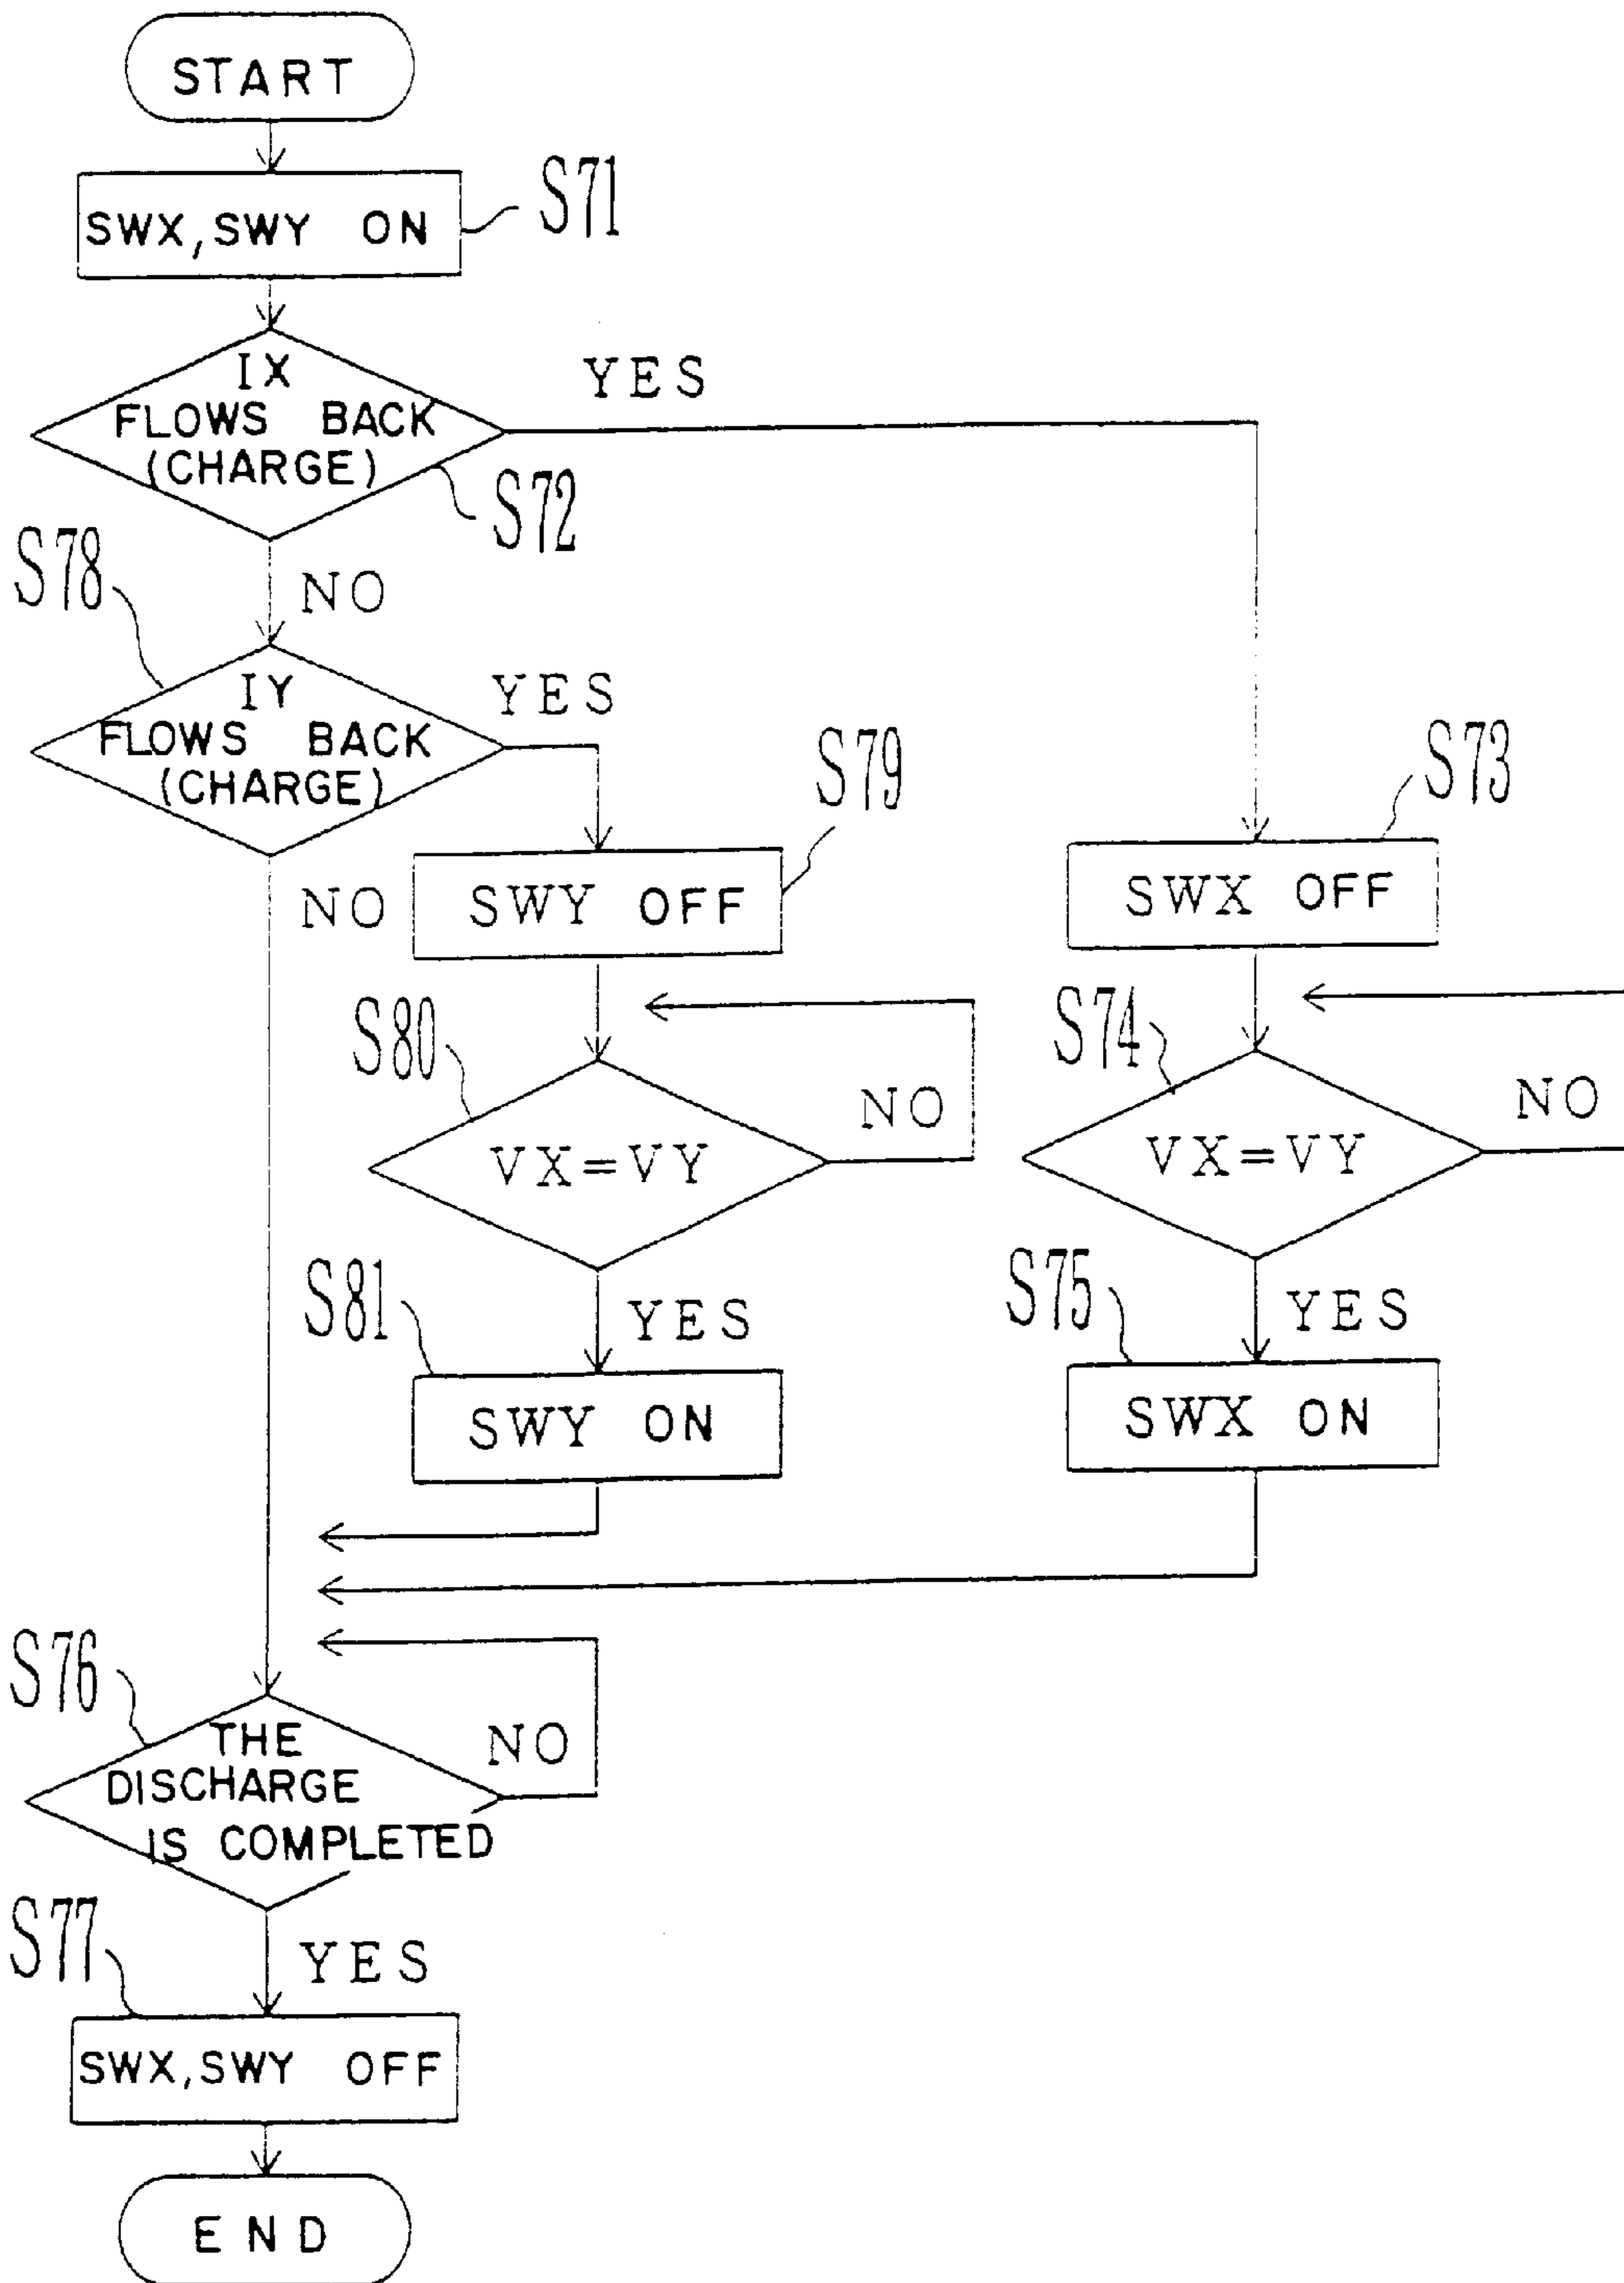 START
SWX,SWY ON
S71
IX
FLOWS BACK
(CHARGE)
YES
S72
S78
NO
IY
FLOWS BACK
(CHARGE)
YES
S79
S73
NO
SWY OFF
SWX OFF
S80
S74
NO
NO
VX=VY
VX=VY
S81
YES
S75
YES
SWY ON
SWX ON
S76
THE
DISCHARGE
IS COMPLETED
NO
S77
YES
SWX,SWY OFF
END